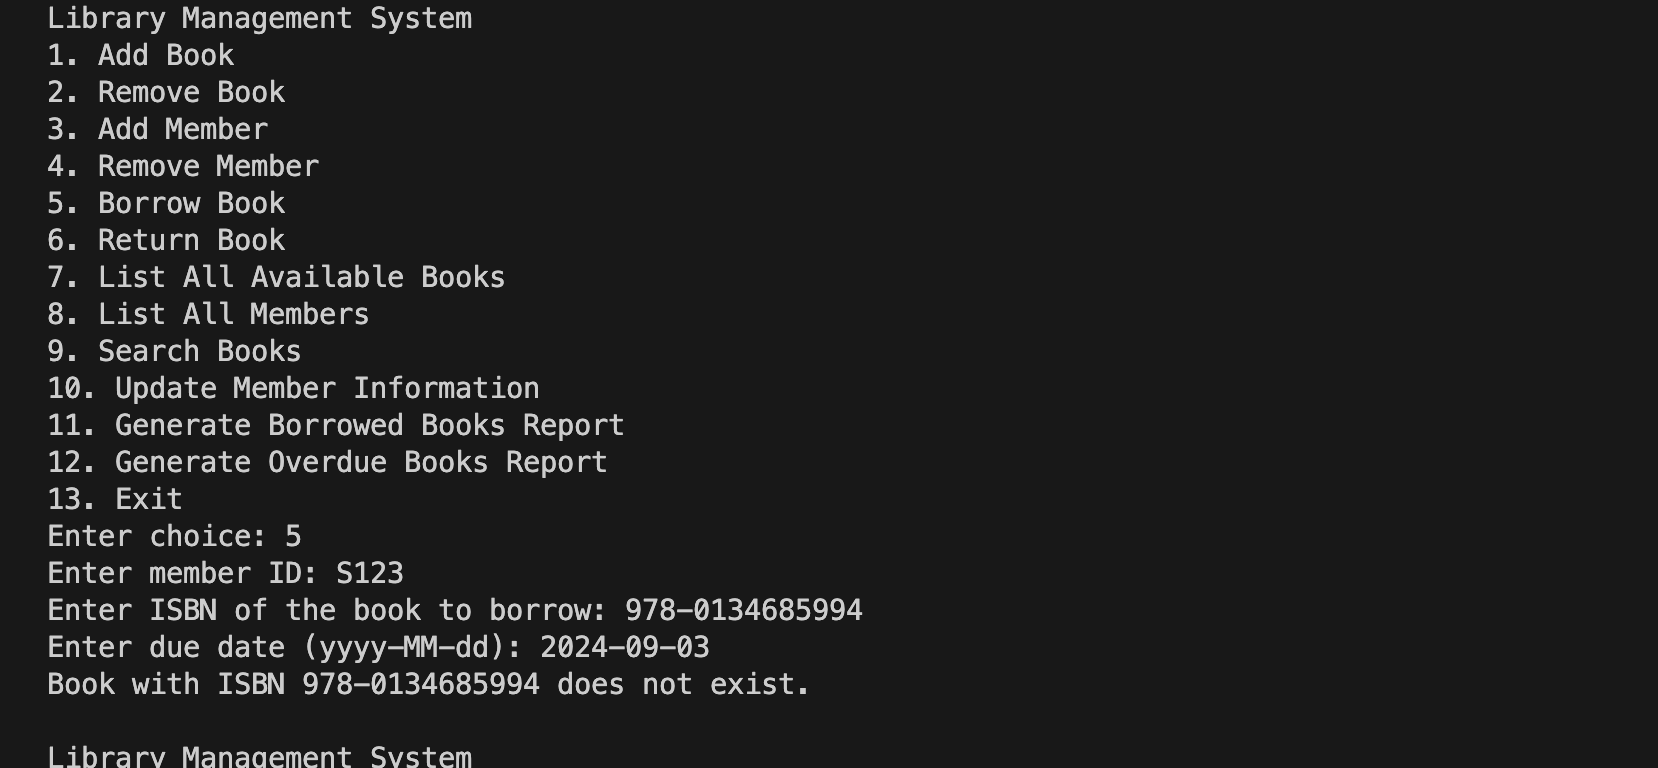 Library Management System
1. Add Book
2. Remove Book
3. Add Member
4. Remove Member
5. Borrow Book
6. Return Book
7. List All Available Books
8. List All Members
9. Search Books
10. Update Member Information
11. Generate Borrowed Books Report
12. Generate Overdue Books Report
13. Exit
Enter choice: 5
Enter member ID: S123
Enter ISBN of the book to borrow: 978-0134685994
Enter due date (yyyy-MM-dd): 2024-09-03
Book with ISBN 978-0134685994 does not exist.
Library Management System